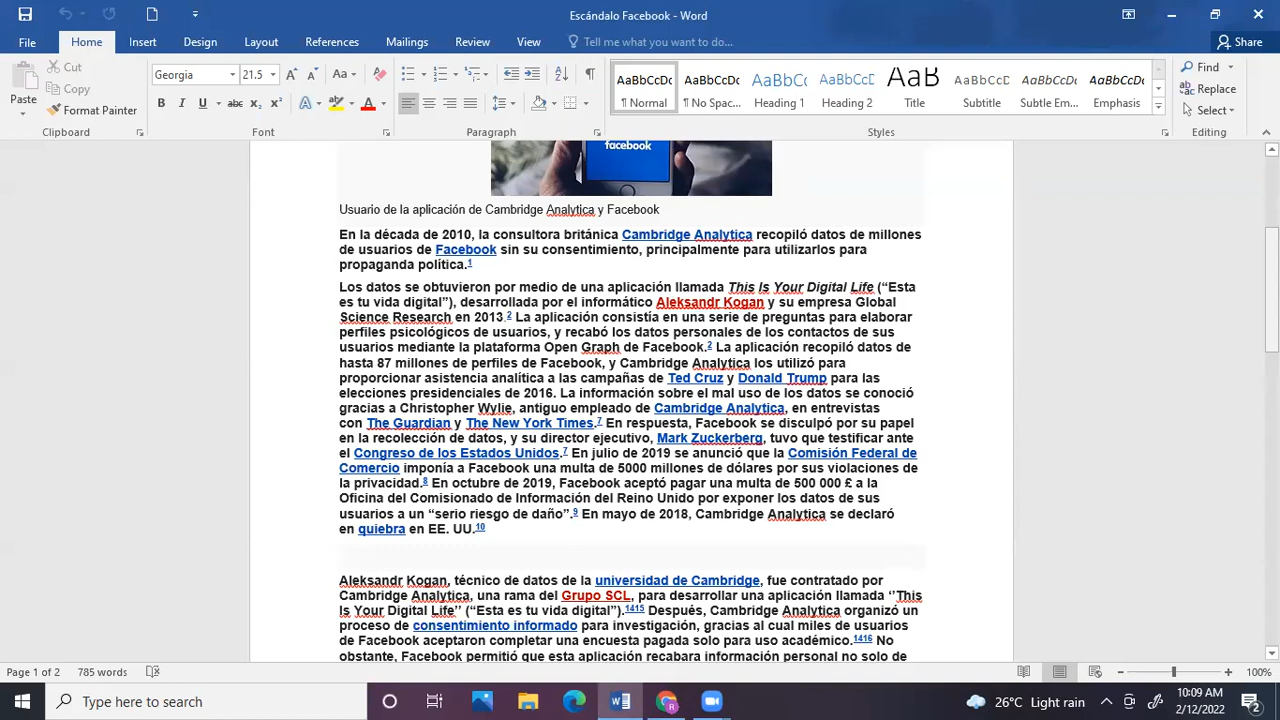 Escándalo Facebook - Word
File Home Insert Design Layout References Mailings Review View Tell me what you want to do... Share
Paste Cut Copy Format Painter Clipboard
Georgia 21.5 Font
Paragraph
AaBbCcDc ¶ Normal
AaBbCcDc ¶ No Spac...
AaBbCc Heading 1
AaBbCcD Heading 2
AaB Title
AaBbCcD Subtitle
AaBbCcDc Subtle Em...
AaBbCcDc Emphasis
Styles
Find Replace Select Editing
facebook
Usuario de la aplicación de Cambridge Analytica y Facebook
En la década de 2010, la consultora británica Cambridge Analytica recopiló datos de millones
de usuarios de Facebook sin su consentimiento, principalmente para utilizarlos para
propaganda política.1
Los datos se obtuvieron por medio de una aplicación llamada This Is Your Digital Life (“Esta
es tu vida digital”), desarrollada por el informático Aleksandr Kogan y su empresa Global
Science Research en 2013.2 La aplicación consistía en una serie de preguntas para elaborar
perfiles psicológicos de usuarios, y recabó los datos personales de los contactos de sus
usuarios mediante la plataforma Open Graph de Facebook.2 La aplicación recopiló datos de
hasta 87 millones de perfiles de Facebook, y Cambridge Analytica los utilizó para
proporcionar asistencia analítica a las campañas de Ted Cruz y Donald Trump para las
elecciones presidenciales de 2016. La información sobre el mal uso de los datos se conoció
gracias a Christopher Wylie, antiguo empleado de Cambridge Analytica, en entrevistas
con The Guardian y The New York Times.7 En respuesta, Facebook se disculpó por su papel
en la recolección de datos, y su director ejecutivo, Mark Zuckerberg, tuvo que testificar ante
el Congreso de los Estados Unidos.7 En julio de 2019 se anunció que la Comisión Federal de
Comercio imponía a Facebook una multa de 5000 millones de dólares por sus violaciones de
la privacidad.8 En octubre de 2019, Facebook aceptó pagar una multa de 500 000 £ a la
Oficina del Comisionado de Información del Reino Unido por exponer los datos de sus
usuarios a un “serio riesgo de daño”.9 En mayo de 2018, Cambridge Analytica se declaró
en quiebra en EE. UU.10
Aleksandr Kogan, técnico de datos de la universidad de Cambridge, fue contratado por
Cambridge Analytica, una rama del Grupo SCL, para desarrollar una aplicación llamada ‘’This
Is Your Digital Life’’ (“Esta es tu vida digital”).1415 Después, Cambridge Analytica organizó un
proceso de consentimiento informado para investigación, gracias al cual miles de usuarios
de Facebook aceptaron completar una encuesta pagada solo para uso académico.1416 No
obstante, Facebook permitió que esta aplicación recabara información personal no solo de
Page 1 of 2 785 words 100%
Type here to search
26°C Light rain
10:09 AM
2/12/2022
2